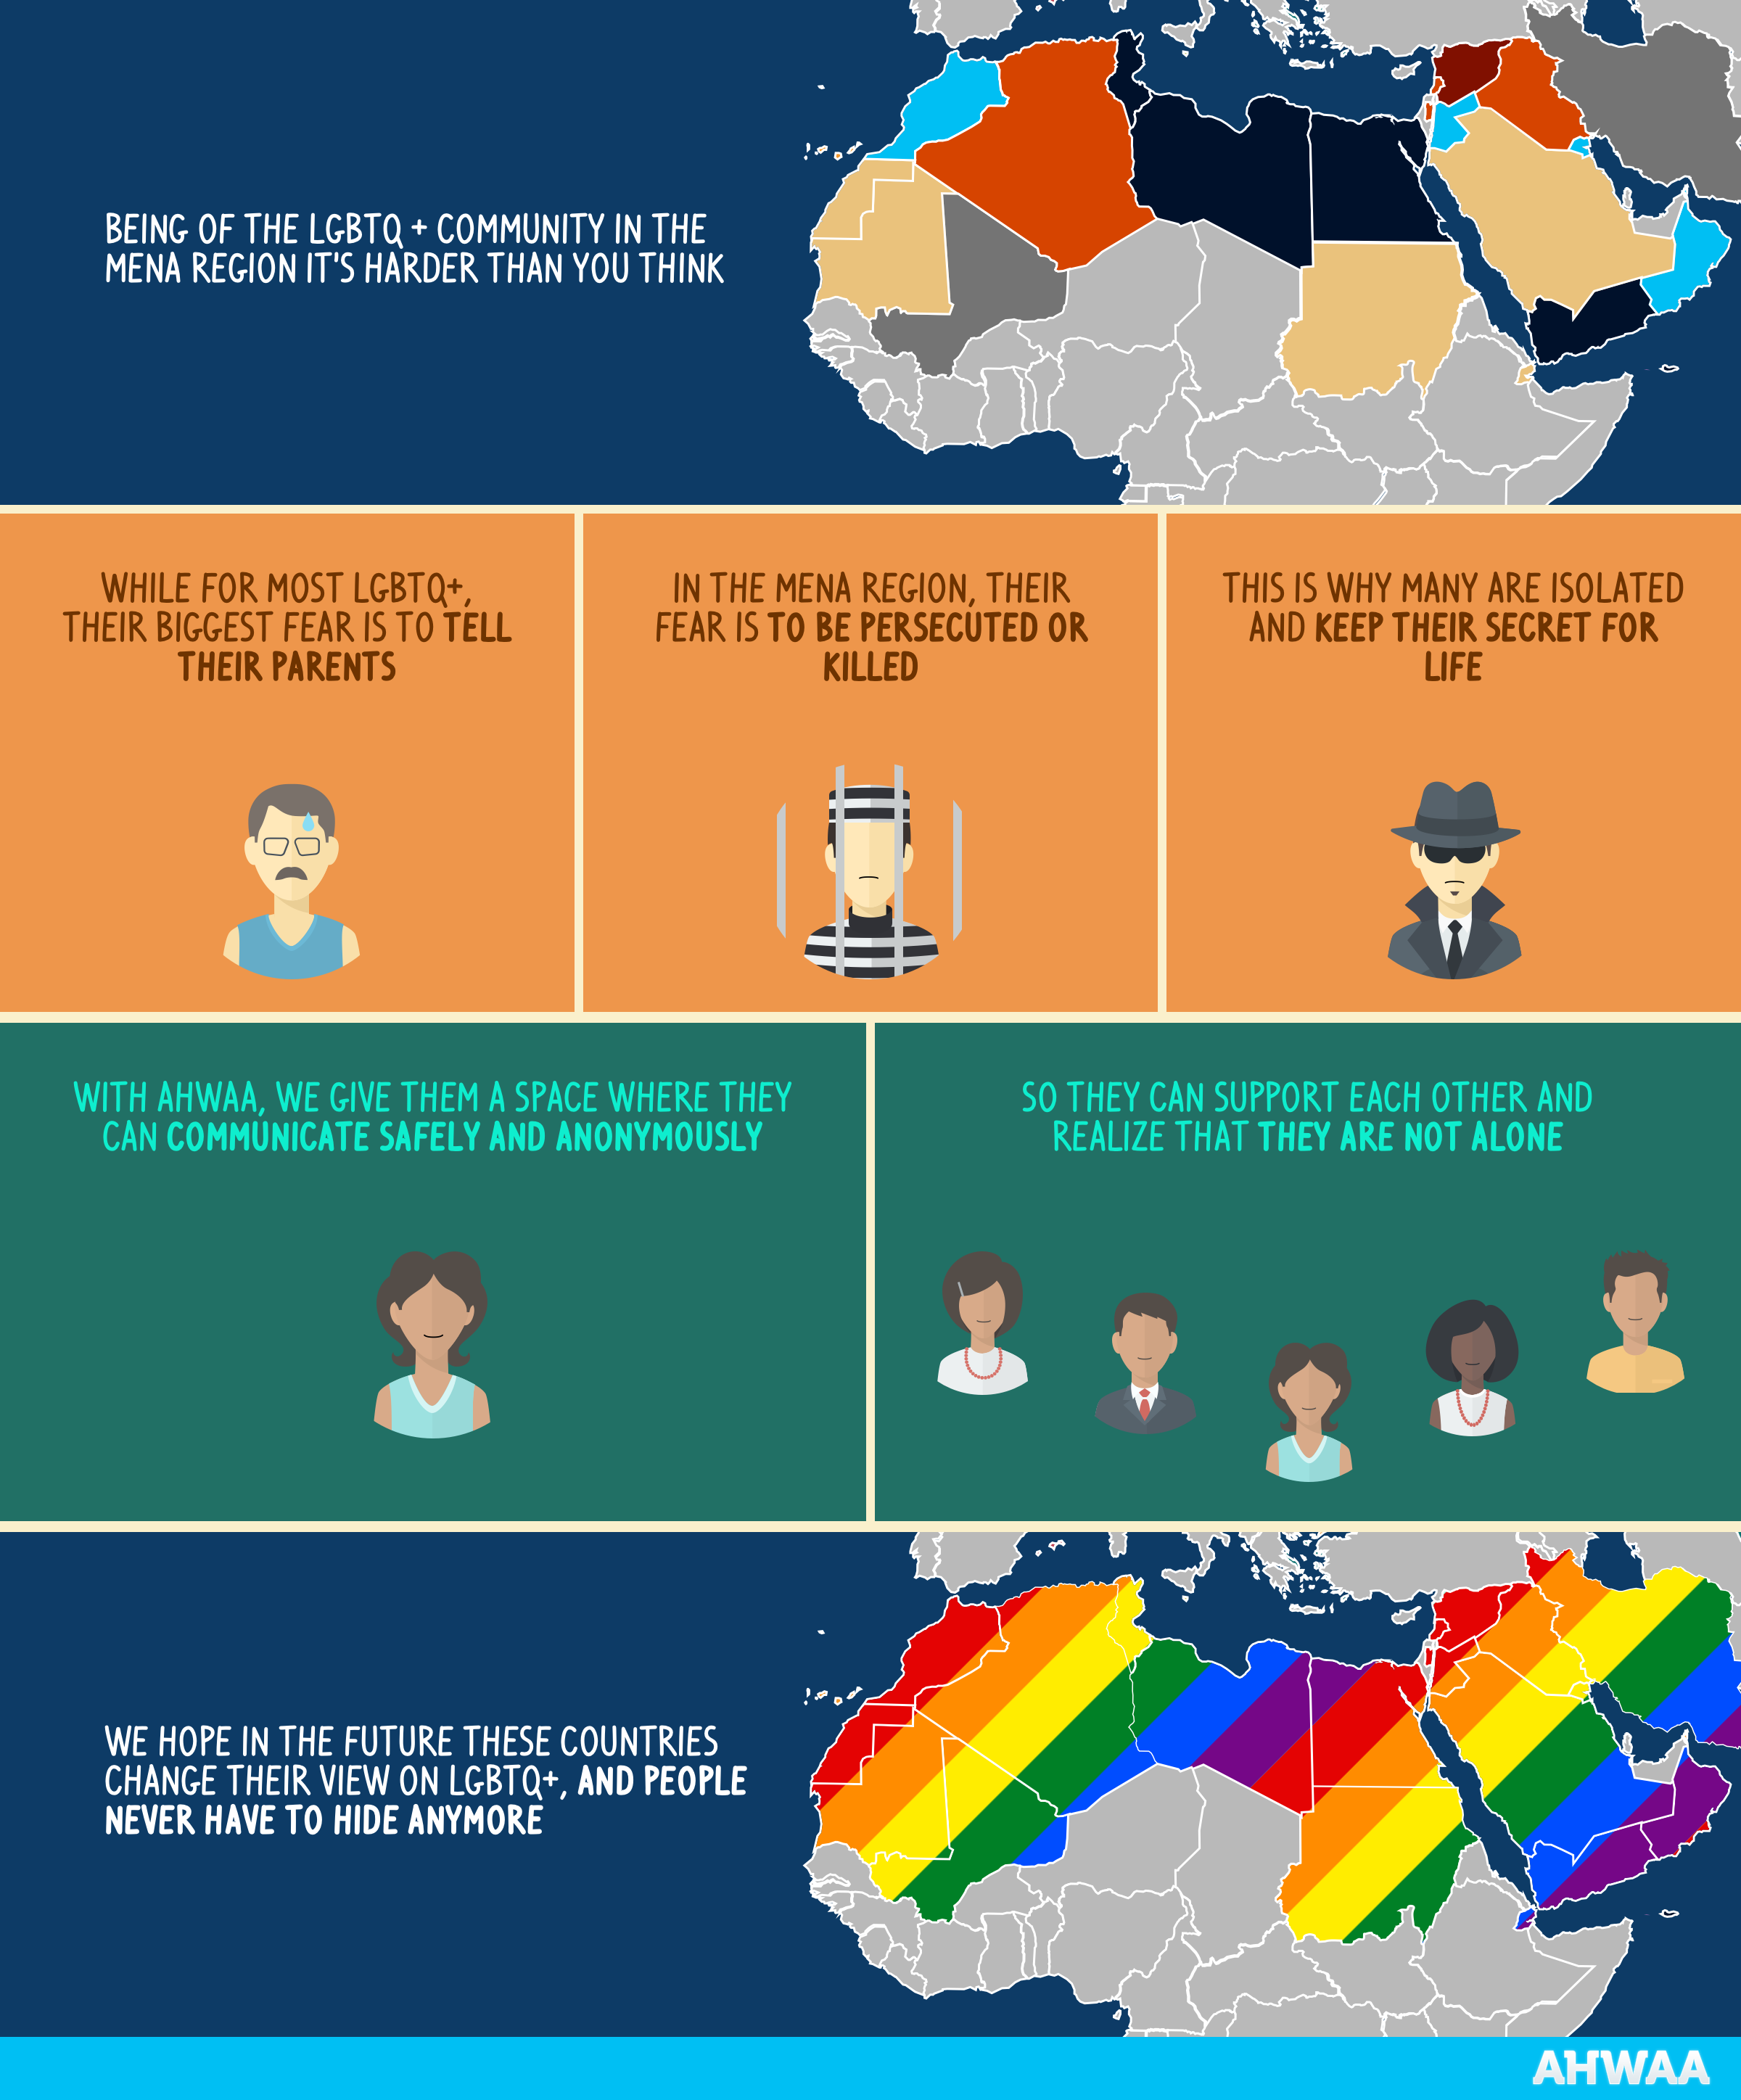 BEING OF THE LGBTQ + COMMUNITY IN THE
MENA REGION IT'S HARDER THAN YOU THINK
WHILE FOR MOST LGBTQ+,
THEIR BIGGEST FEAR IS TO TELL
THEIR PARENTS
IN THE MENA REGION, THEIR
FEAR IS TO BE PERSECUTED OR
KILLED
THIS IS WHY MANY ARE ISOLATED
AND KEEP THEIR SECRET FOR
LIFE
WITH AHWAA, WE GIVE THEM A SPACE WHERE THEY
CAN COMMUNICATE SAFELY AND ANONYMOUSLY
SO THEY CAN SUPPORT EACH OTHER AND
REALIZE THAT THEY ARE NOT ALONE
WE HOPE IN THE FUTURE THESE COUNTRIES
CHANGE THEIR VIEW ON LGBTQ+, AND PEOPLE
NEVER HAVE TO HIDE ANYMORE
AHWAA